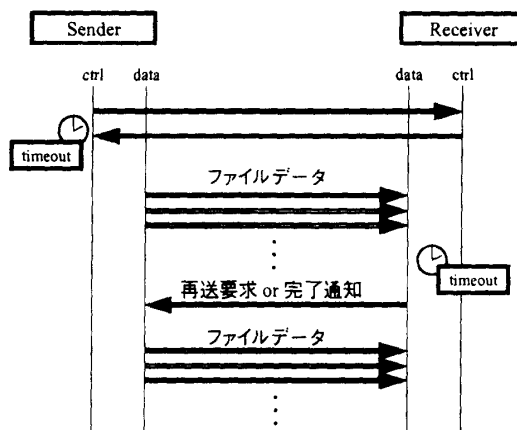 Sender
Receiver
ctrl
data
data
ctrl
timeout
ファイルデータ
timeout
再送要求 or 完了通知
ファイルデータ